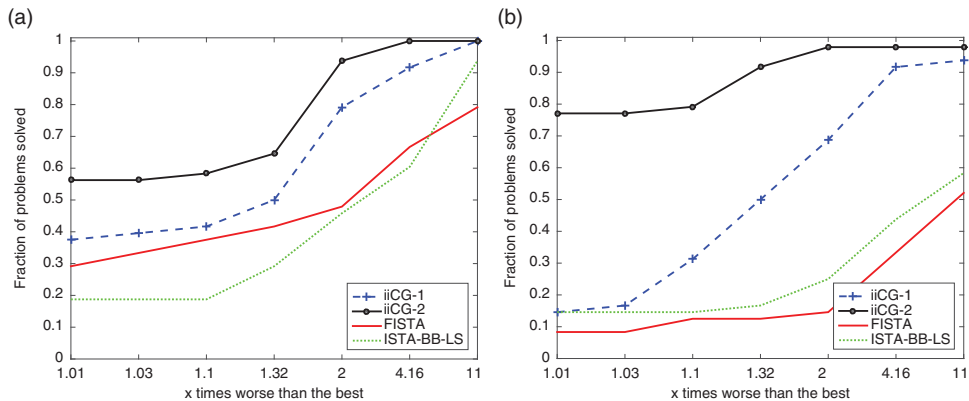 (a)
1
0.9
0.8
0.7
0.6
0.5
0.4
0.3
0.2
0.1
0
Fraction of problems solved
iiCG-1
iiCG-2
FISTA
ISTA-BB-LS
1.01 1.03 1.1 1.32 2 4.16 11
x times worse than the best
(b)
1
0.9
0.8
0.7
0.6
0.5
0.4
0.3
0.2
0.1
0
Fraction of problems solved
iiCG-1
iiCG-2
FISTA
ISTA-BB-LS
1.01 1.03 1.1 1.32 2 4.16 11
x times worse than the best